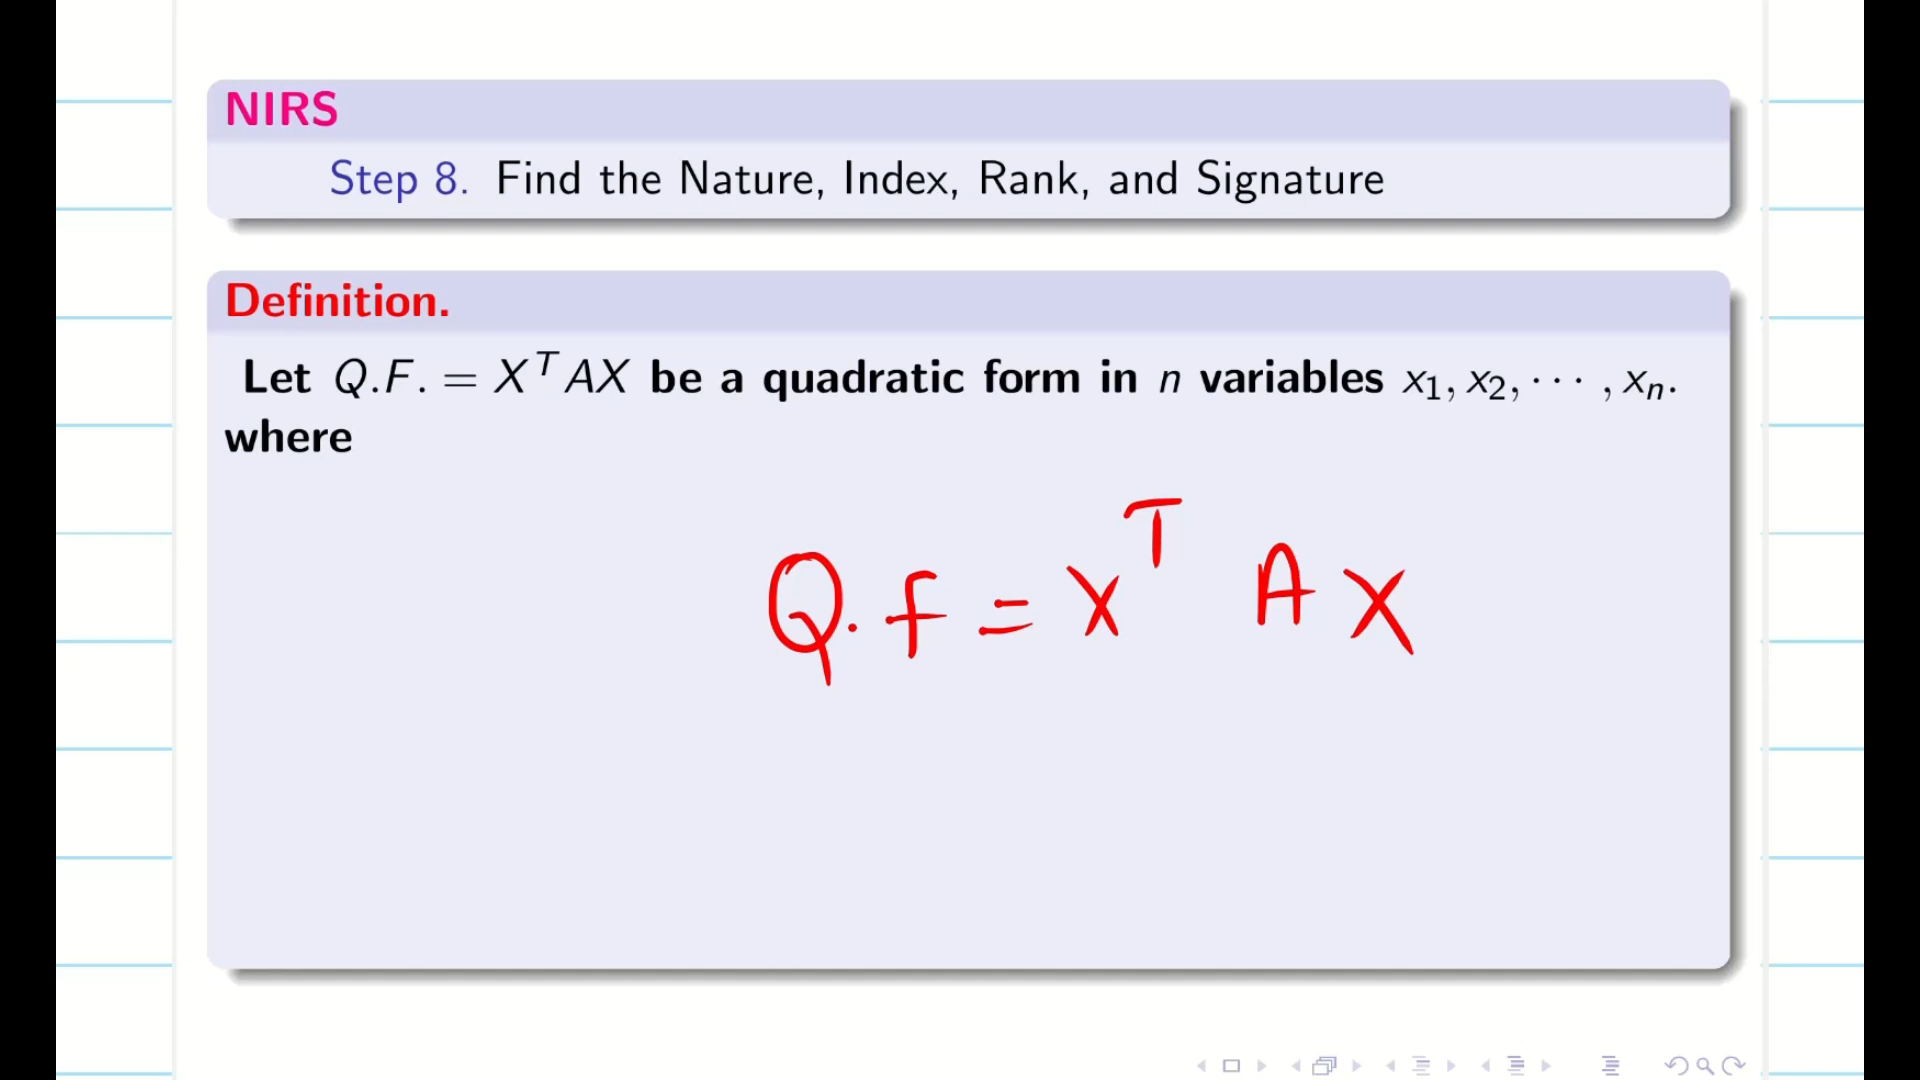 NIRS
Step 8. Find the Nature, Index, Rank, and Signature
Definition.
Let Q.F. = X^T AX be a quadratic form in n variables x₁, x₂, ⋯ , xₙ.
where
Q.f = X^T A X